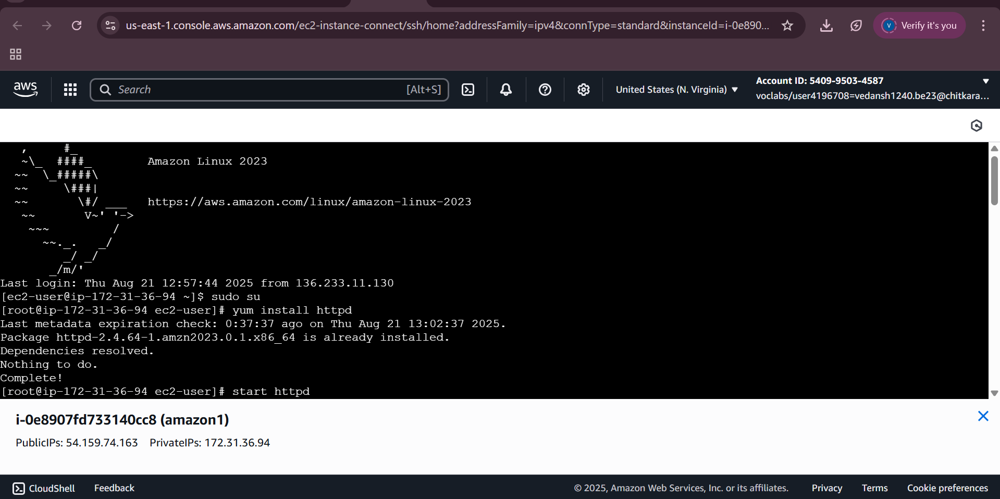 us-east-1.console.aws.amazon.com/ec2-instance-connect/ssh/home?addressFamily=ipv4&connType=standard&instanceId=i-0e890...
V Verify it's you
aws
Search [Alt+S]
United States (N. Virginia) ▼
Account ID: 5409-9503-4587 ▼
voclabs/user4196708=vedansh1240.be23@chitkara...
   ,     #_
   ~\_  ####_        Amazon Linux 2023
  ~~  \_#####\
  ~~     \###|
  ~~       \#/ ___   https://aws.amazon.com/linux/amazon-linux-2023
   ~~       V~' '->
    ~~~         /
      ~~._.   _/
         _/ _/
       _/m/'
Last login: Thu Aug 21 12:57:44 2025 from 136.233.11.130
[ec2-user@ip-172-31-36-94 ~]$ sudo su
[root@ip-172-31-36-94 ec2-user]# yum install httpd
Last metadata expiration check: 0:37:37 ago on Thu Aug 21 13:02:37 2025.
Package httpd-2.4.64-1.amzn2023.0.1.x86_64 is already installed.
Dependencies resolved.
Nothing to do.
Complete!
[root@ip-172-31-36-94 ec2-user]# start httpd
i-0e8907fd733140cc8 (amazon1)
PublicIPs: 54.159.74.163 PrivateIPs: 172.31.36.94
CloudShell Feedback © 2025, Amazon Web Services, Inc. or its affiliates. Privacy Terms Cookie preferences